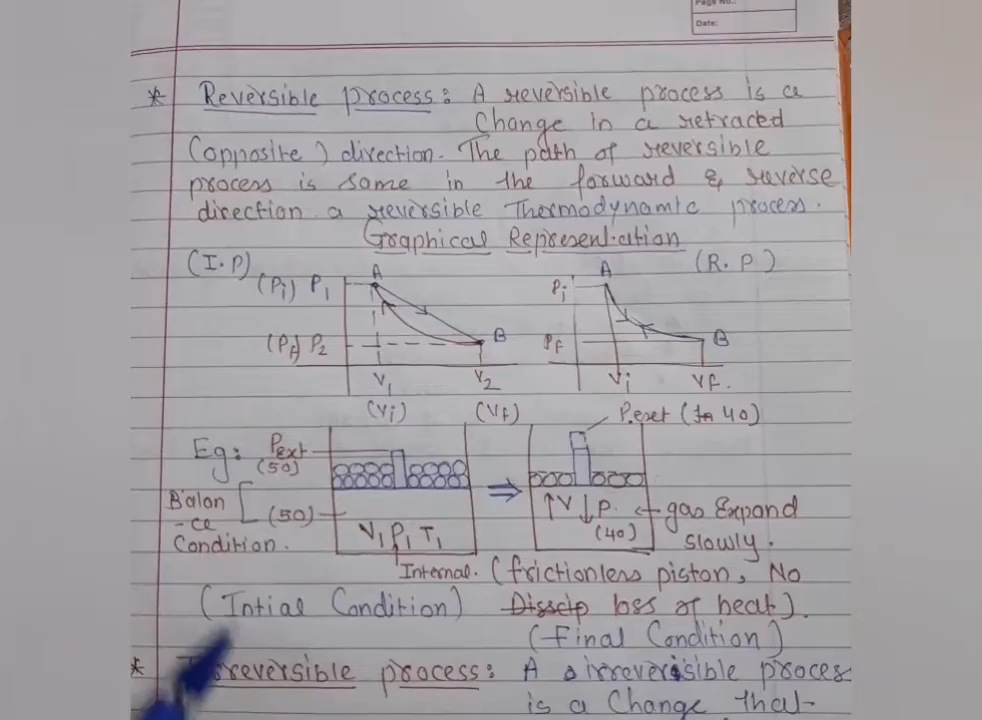 Page No.:
Date:
* Reversible process: A reversible process is a
Change in a retraced
(opposite) direction. The path of reversible
process is same in the forward & reverse
direction a reversible Thermodynamic process.
Graphical Representation
(I.P) (R.P)
(Pi) P1 A Pi A
(Pf) P2 B Pf B
V1 V2 Vi Vf.
(Vi) (Vf)
Pext (to 40)
Eg: Pext
(50)
Balan [ (50)
-ce
Condition.
V1 P1 T1
↑V ↓P. ← gas Expand
(40) slowly.
Internal. (frictionless piston, No
(Intial Condition) loss of heat).
(Final Condition)
* Irreversible process: A irreversible process
is a Change that